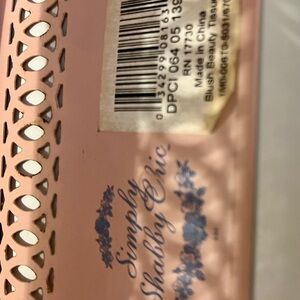 DPCI 064 05 139
RN 17730
Made in China
Blush Beauty Tissue
Simply
Shabby Chic